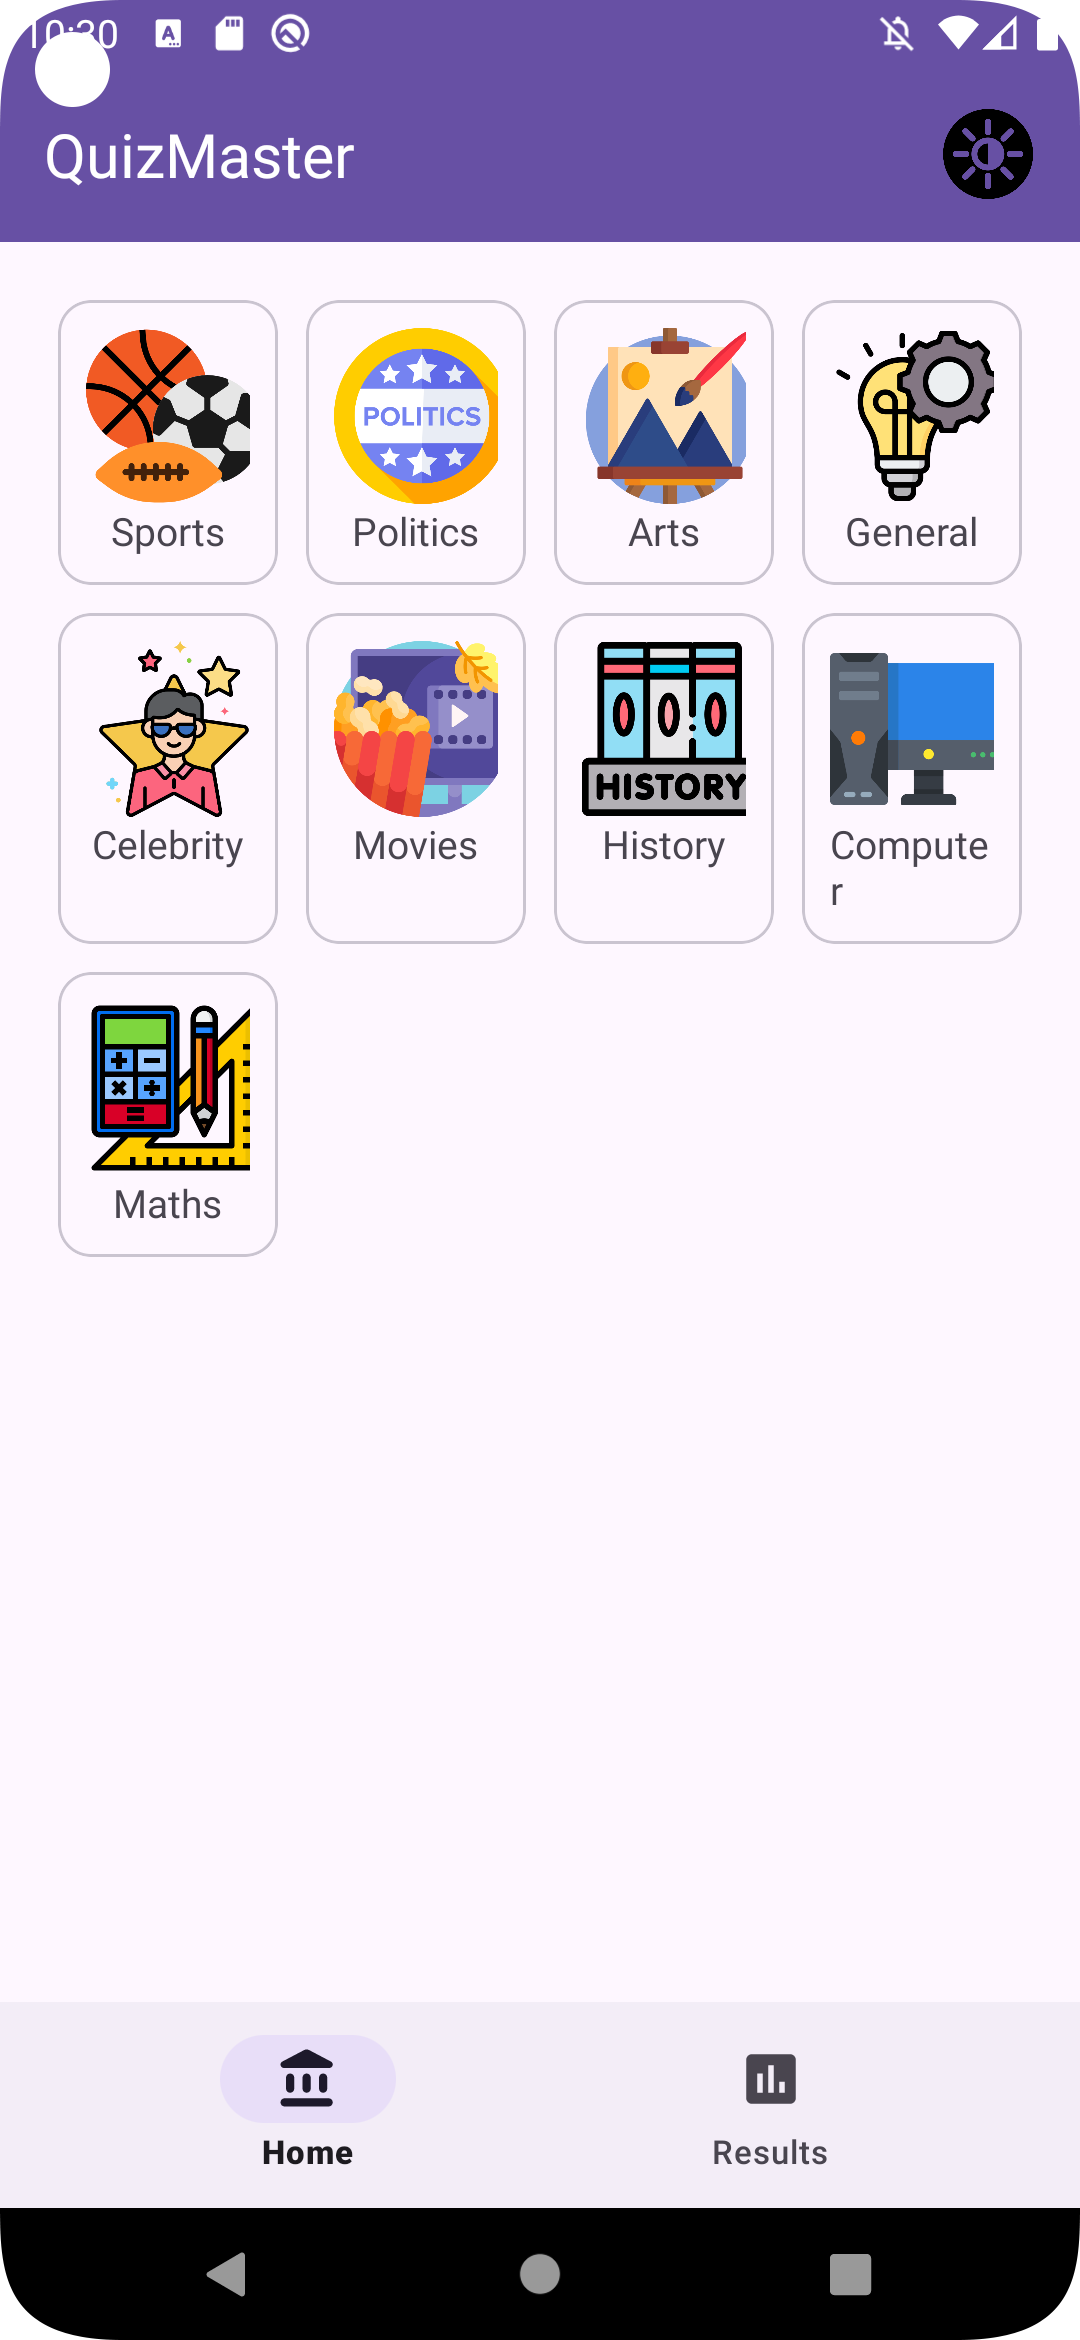 10:30
QuizMaster
POLITICS
Sports
Politics
Arts
General
HISTORY
Celebrity
Movies
History
Compute
r
Maths
Home
Results